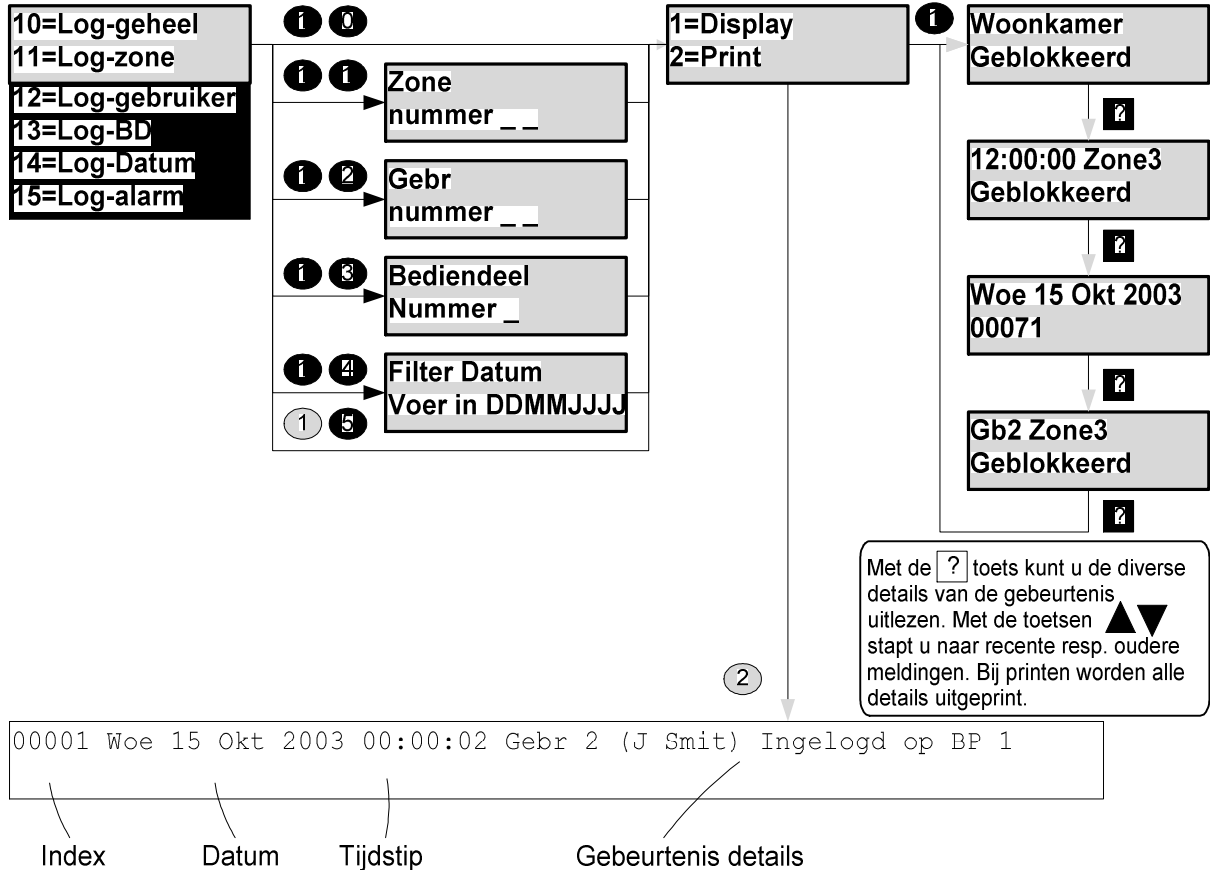 10=Log-geheel
11=Log-zone
12=Log-gebruiker
13=Log-BD
14=Log-Datum
15=Log-alarm
1 0
1 1
Zone
nummer _ _
1 2
Gebr
nummer _ _
1 3
Bediendeel
Nummer _
1 4
Filter Datum
Voer in DDMMJJJJ
1 5
1=Display
2=Print
1
Woonkamer
Geblokkeerd
?
12:00:00 Zone3
Geblokkeerd
?
Woe 15 Okt 2003
00071
?
Gb2 Zone3
Geblokkeerd
?
Met de ? toets kunt u de diverse
details van de gebeurtenis
uitlezen. Met de toetsen ▲▼
stapt u naar recente resp. oudere
meldingen. Bij printen worden alle
details uitgeprint.
2
00001 Woe 15 Okt 2003 00:00:02 Gebr 2 (J Smit) Ingelogd op BP 1
Index Datum Tijdstip Gebeurtenis details